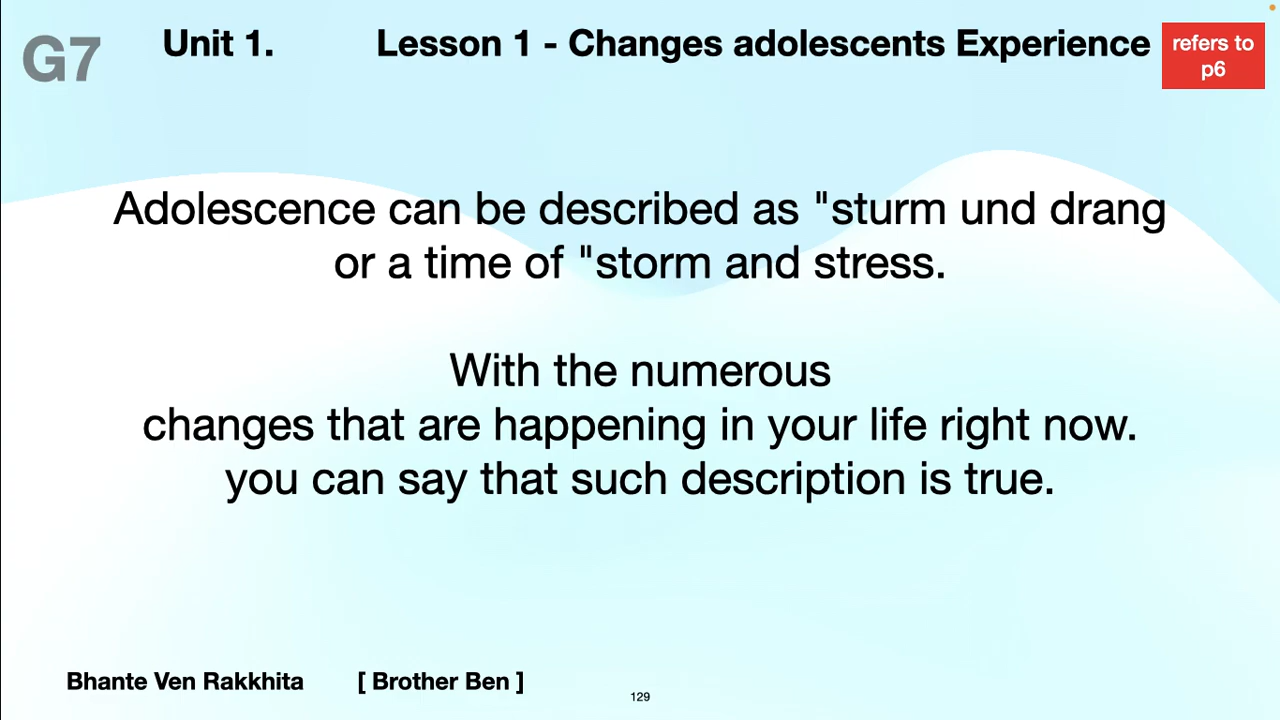 G7
Unit 1. Lesson 1 - Changes adolescents Experience
refers to
p6
Adolescence can be described as "sturm und drang
or a time of "storm and stress.
With the numerous
changes that are happening in your life right now.
you can say that such description is true.
Bhante Ven Rakkhita [ Brother Ben ]
129